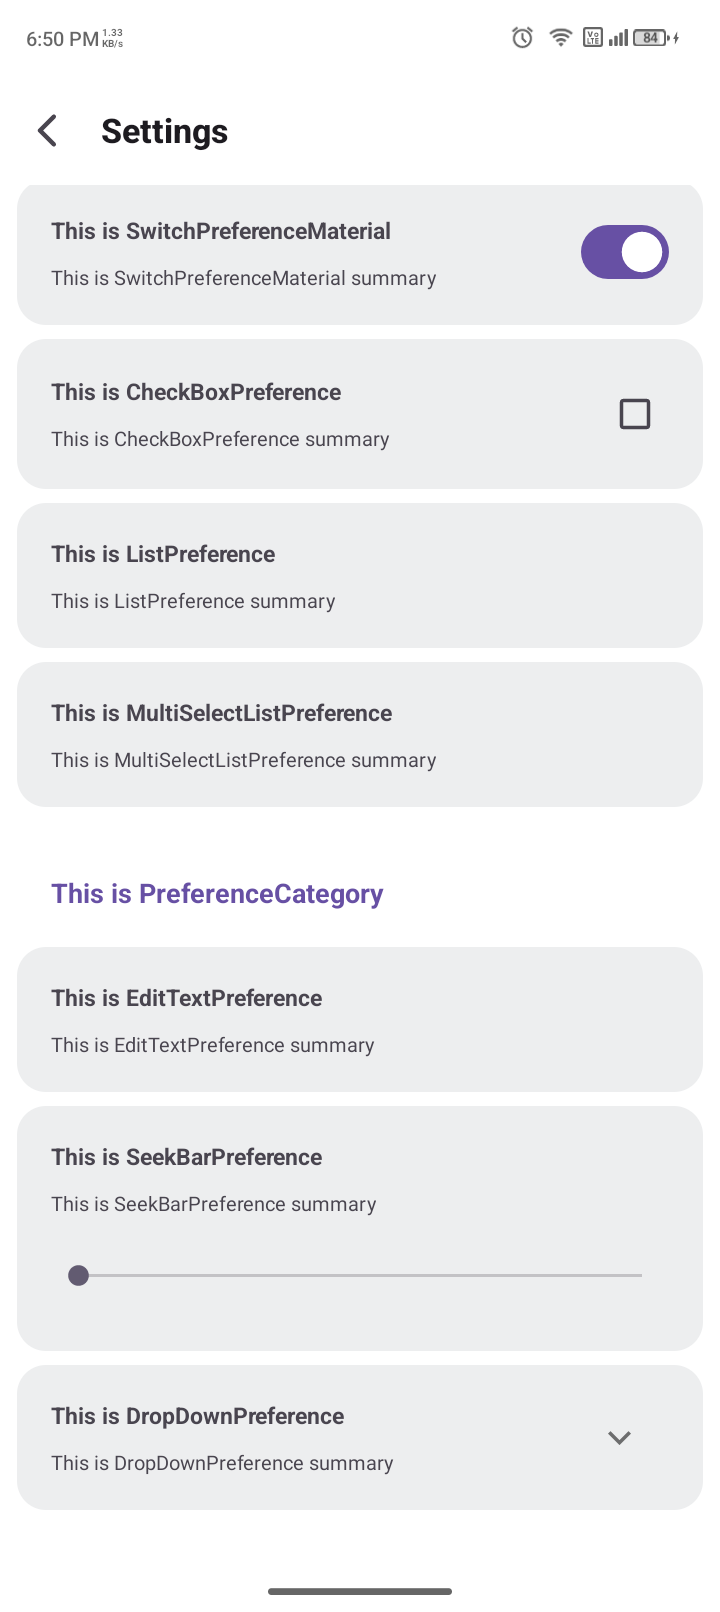 6:50 PM 1.33 KB/s Vo LTE 84
Settings
This is SwitchPreferenceMaterial
This is SwitchPreferenceMaterial summary
This is CheckBoxPreference
This is CheckBoxPreference summary
This is ListPreference
This is ListPreference summary
This is MultiSelectListPreference
This is MultiSelectListPreference summary
This is PreferenceCategory
This is EditTextPreference
This is EditTextPreference summary
This is SeekBarPreference
This is SeekBarPreference summary
This is DropDownPreference
This is DropDownPreference summary